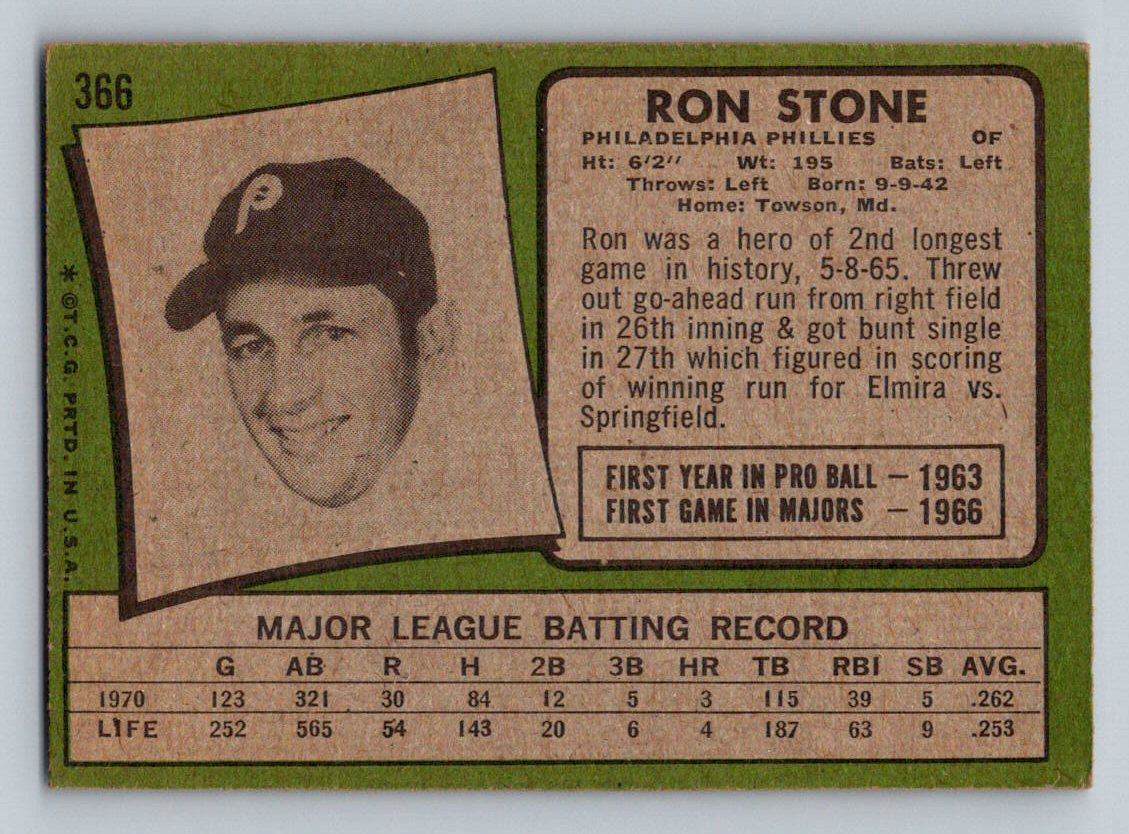 366
P
* ©T.C.G. PRTD. IN U.S.A.
RON STONE
PHILADELPHIA PHILLIES OF
Ht: 6'2" Wt: 195 Bats: Left
Throws: Left Born: 9-9-42
Home: Towson, Md.
Ron was a hero of 2nd longest
game in history, 5-8-65. Threw
out go-ahead run from right field
in 26th inning & got bunt single
in 27th which figured in scoring
of winning run for Elmira vs.
Springfield.
FIRST YEAR IN PRO BALL – 1963
FIRST GAME IN MAJORS – 1966
MAJOR LEAGUE BATTING RECORD
G AB R H 2B 3B HR TB RBI SB AVG.
1970 123 321 30 84 12 5 3 115 39 5 .262
LIFE 252 565 54 143 20 6 4 187 63 9 .253